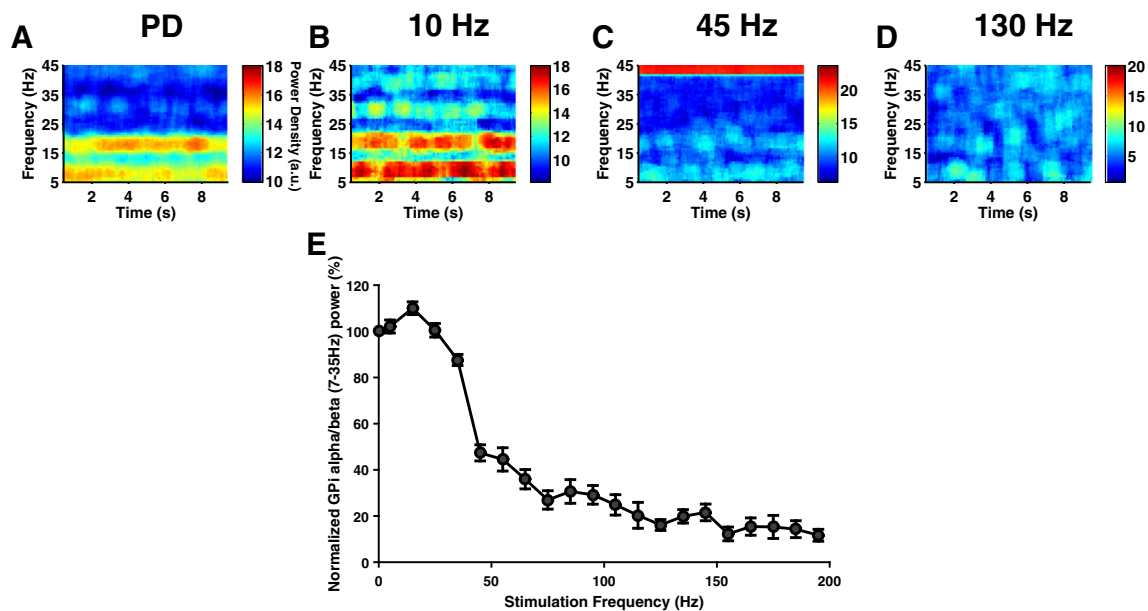 A
PD
B
10 Hz
C
45 Hz
D
130 Hz
Frequency (Hz)
45
35
25
15
5
2 4 6 8
Time (s)
18
16
14
12
10
Power Density (a.u.)
Frequency (Hz)
45
35
25
15
5
2 4 6 8
Time (s)
18
16
14
12
10
Frequency (Hz)
45
35
25
15
5
2 4 6 8
Time (s)
20
15
10
Frequency (Hz)
45
35
25
15
5
2 4 6 8
Time (s)
20
15
10
5
E
Normalized GPi alpha/beta (7-35Hz) power (%)
120
100
80
60
40
20
0
0 50 100 150 200
Stimulation Frequency (Hz)